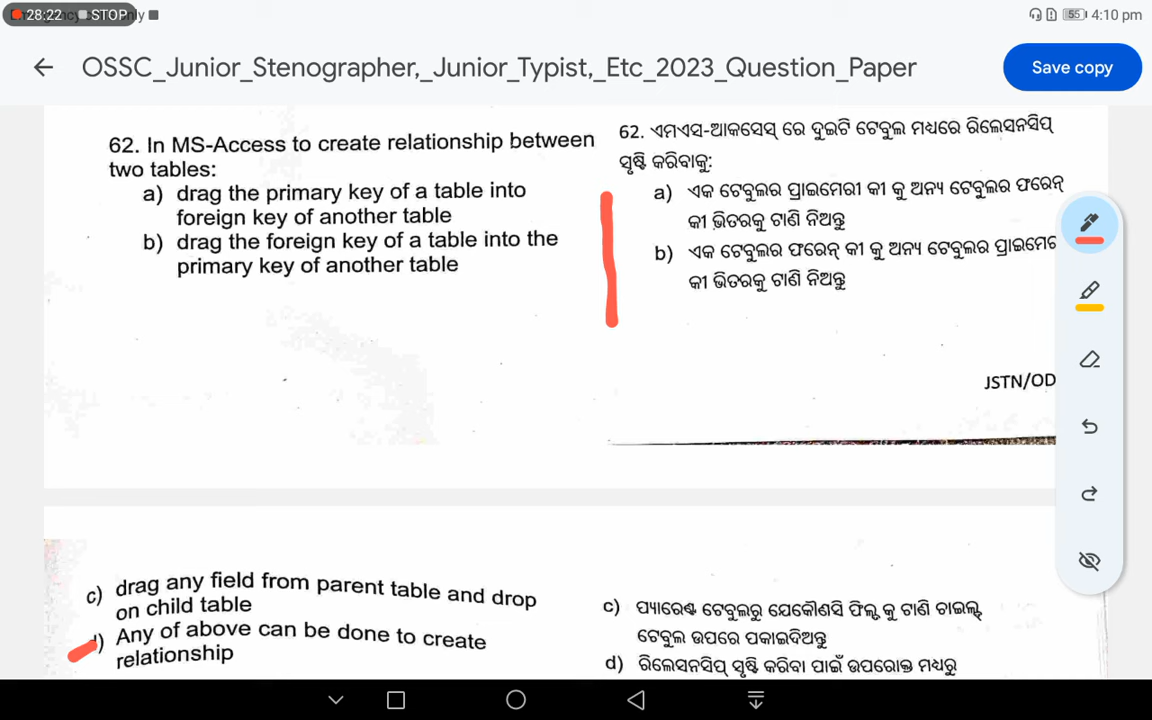 28:22 STOP
55 4:10 pm
OSSC_Junior_Stenographer,_Junior_Typist,_Etc_2023_Question_Paper
Save copy
62. In MS-Access to create relationship between
two tables:
a) drag the primary key of a table into
foreign key of another table
b) drag the foreign key of a table into the
primary key of another table
62. ଏମଏସ-ଆକସେସ୍ ରେ ଦୁଇଟି ଟେବୁଲ ମଧ୍ୟରେ ରିଲେସନସିପ୍
ସୃଷ୍ଟି କରିବାକୁ:
a) ଏକ ଟେବୁଲର ପ୍ରାଇମେରୀ କୀ କୁ ଅନ୍ୟ ଟେବୁଲର ଫରେନ୍
କୀ ଭିତରକୁ ଟାଣି ନିଅନ୍ତୁ
b) ଏକ ଟେବୁଲର ଫରେନ୍ କୀ କୁ ଅନ୍ୟ ଟେବୁଲର
କୀ ଭିତରକୁ ଟାଣି ନିଅନ୍ତୁ
JSTN/OD
c) drag any field from parent table and drop
on child table
) Any of above can be done to create
relationship
c) ପ୍ୟାରେଣ୍ଟ ଟେବୁଲରୁ ଯେକୌଣସି ଫିଲ୍ଡ କୁ ଟାଣି ଚାଇଲ୍ଡ
ଟେବୁଲ ଉପରେ ପକାଇଦିଅନ୍ତୁ
d) ରିଲେସନସିପ୍ ସୃଷ୍ଟି କରିବା ପାଇଁ ଉପରୋକ୍ତ ମଧ୍ୟରୁ